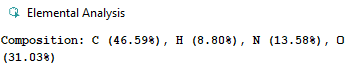 Elemental Analysis
Composition: C (46.59%), H (8.80%), N (13.58%), O
(31.03%)